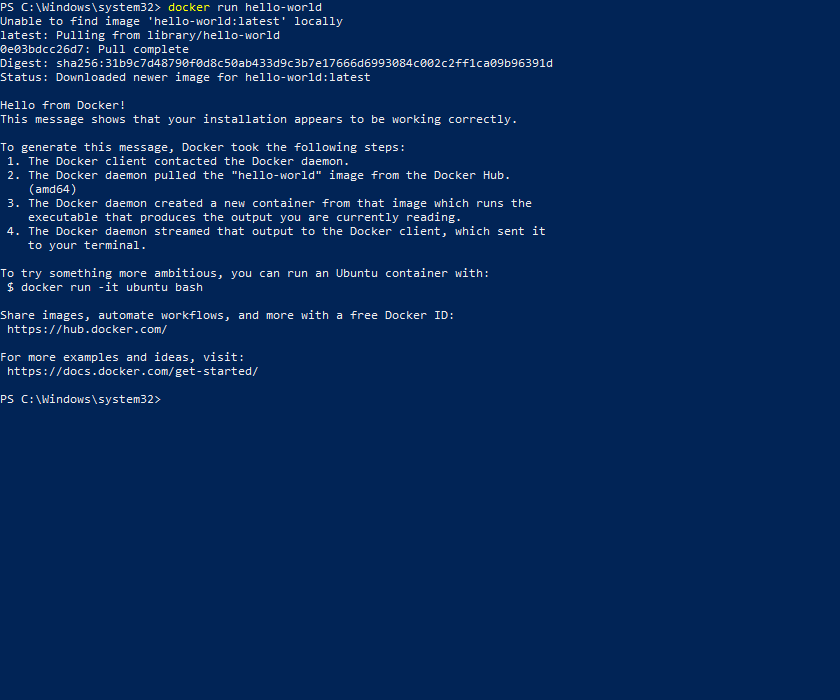 PS C:\Windows\system32> docker run hello-world
Unable to find image 'hello-world:latest' locally
latest: Pulling from library/hello-world
0e03bdcc26d7: Pull complete
Digest: sha256:31b9c7d48790f0d8c50ab433d9c3b7e17666d6993084c002c2ff1ca09b96391d
Status: Downloaded newer image for hello-world:latest
Hello from Docker!
This message shows that your installation appears to be working correctly.
To generate this message, Docker took the following steps:
1. The Docker client contacted the Docker daemon.
2. The Docker daemon pulled the "hello-world" image from the Docker Hub.
(amd64)
3. The Docker daemon created a new container from that image which runs the
executable that produces the output you are currently reading.
4. The Docker daemon streamed that output to the Docker client, which sent it
to your terminal.
To try something more ambitious, you can run an Ubuntu container with:
$ docker run -it ubuntu bash
Share images, automate workflows, and more with a free Docker ID:
https://hub.docker.com/
For more examples and ideas, visit:
https://docs.docker.com/get-started/
PS C:\Windows\system32>